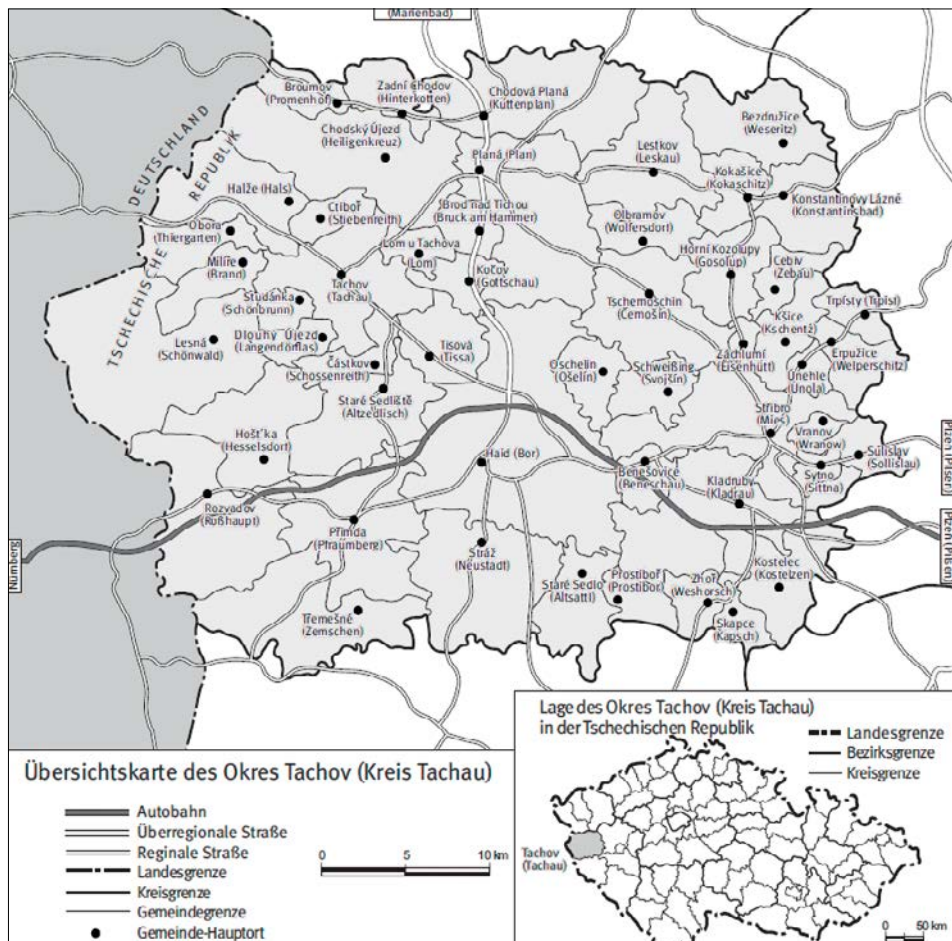 (Marienbad)
Broumov
(Promenhof)
Zadní Chodov
(Hinterkotten)
Chodová Planá
(Kuttenplan)
Bezdružice
(Weseritz)
Chodský Újezd
(Heiligenkreuz)
Planá (Plan)
Lestkov
(Leskau)
Kokašice
(Kokaschitz)
Konstantinovy Lázně
(Konstantinsbad)
DEUTSCHLAND
TSCHECHISCHE REPUBLIK
Halže (Hals)
Ctiboř
(Stiebenreith)
Brod nad Tichou
(Bruck am Hammer)
Olbramov
(Wolfersdorf)
Obora
(Thiergarten)
Lom u Tachova
(Lom)
Milíře
(Brand)
Tachov
(Tachau)
Kočov
(Gottschau)
Horní Kozolupy
(Gosolup)
Cebiv
(Zebau)
Studánka
(Schönbrunn)
Tschernoschin
(Černošín)
Trpísty (Trpist)
Lesná
(Schönwald)
Dlouhý Újezd
(Langendörflas)
Kšice
(Kschentz)
Částkov
(Schossenreith)
Tisová
(Tissa)
Oschelin
(Ošelín)
Schweißing
(Svojšín)
Záchlumí
(Eisenhütt)
Erpužice
(Welperschitz)
Únehle
(Unola)
Staré Sedliště
(Altzedlisch)
Stříbro
(Mies)
Vranov
(Wranow)
Hošťka
(Hesselsdorf)
Haid (Bor)
Benešovice
(Beneschau)
Kladruby
(Kladrau)
Sytno
(Sittna)
Sulislav
(Sollislau)
Plzeň (Pilsen)
Rozvadov
(Roßhaupt)
Přimda
(Pfraumberg)
Stráž
(Neustadt)
Plzeň (Pilsen)
Nürnberg
Staré Sedlo
(Altsattl)
Prostiboř
(Prostibor)
Zhoř
(Weshorsch)
Kostelec
(Kostelzen)
Skapce
(Kapsch)
Třemešné
(Zemschen)
Lage des Okres Tachov (Kreis Tachau)
in der Tschechischen Republik
Landesgrenze
Bezirksgrenze
Kreisgrenze
Tachov
(Tachau)
0 50 km
Übersichtskarte des Okres Tachov (Kreis Tachau)
Autobahn
Überregionale Straße
Reginale Straße
Landesgrenze
Kreisgrenze
Gemeindegrenze
Gemeinde-Hauptort
0 5 10 km